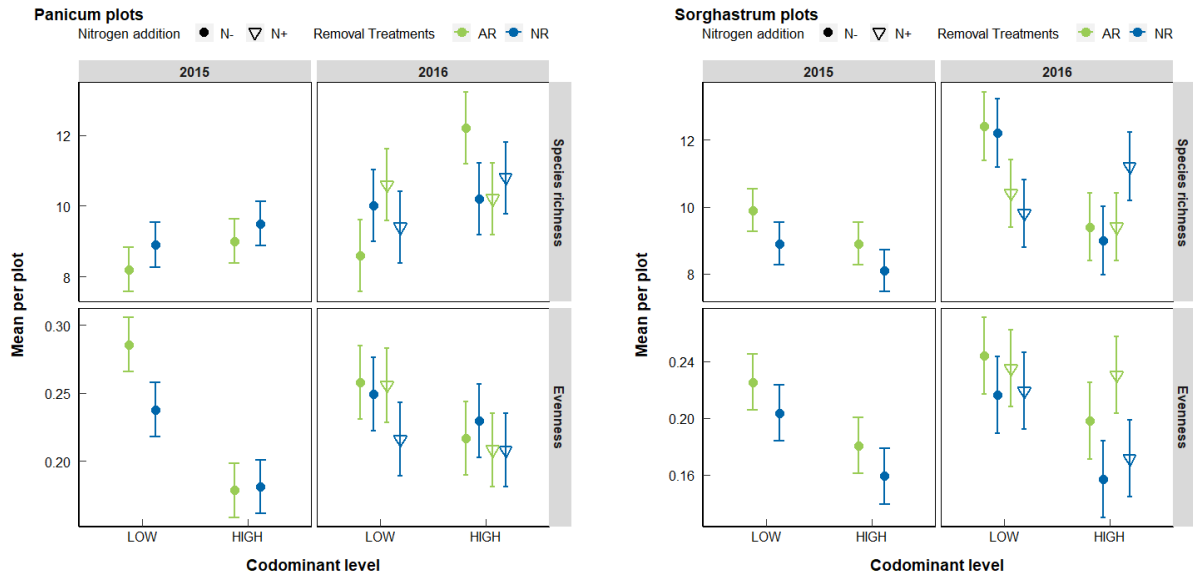 Panicum plots
Nitrogen addition N- N+ Removal Treatments AR NR
2015 2016
12
10
8
Species richness
0.30
0.25
0.20
Evenness
Mean per plot
LOW HIGH LOW HIGH
Codominant level
Sorghastrum plots
Nitrogen addition N- N+ Removal Treatments AR NR
2015 2016
12
10
8
Species richness
0.24
0.20
0.16
Evenness
Mean per plot
LOW HIGH LOW HIGH
Codominant level